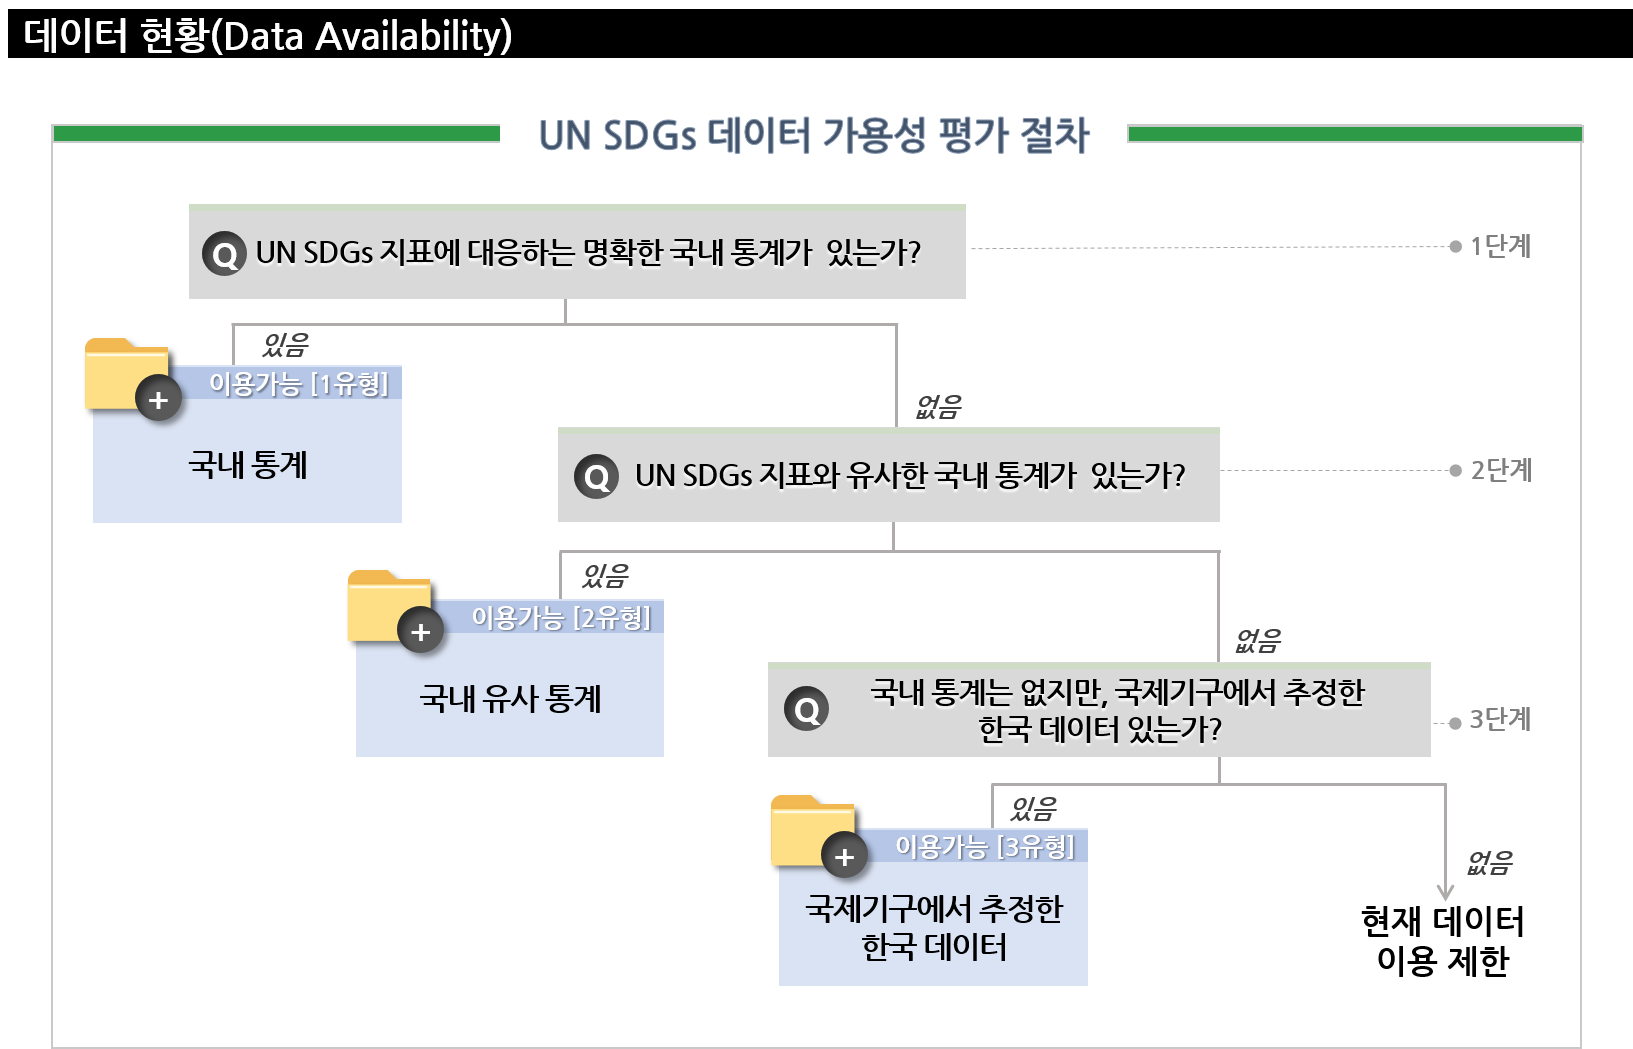 데이터 현황(Data Availability)
UN SDGs 데이터 가용성 평가 절차
Q UN SDGs 지표에 대응하는 명확한 국내 통계가 있는가?
1단계
있음
이용가능 [1유형]
+
국내 통계
없음
Q UN SDGs 지표와 유사한 국내 통계가 있는가?
2단계
있음
이용가능 [2유형]
+
국내 유사 통계
없음
Q
국내 통계는 없지만, 국제기구에서 추정한
한국 데이터 있는가?
3단계
있음
이용가능 [3유형]
+
국제기구에서 추정한
한국 데이터
없음
현재 데이터
이용 제한